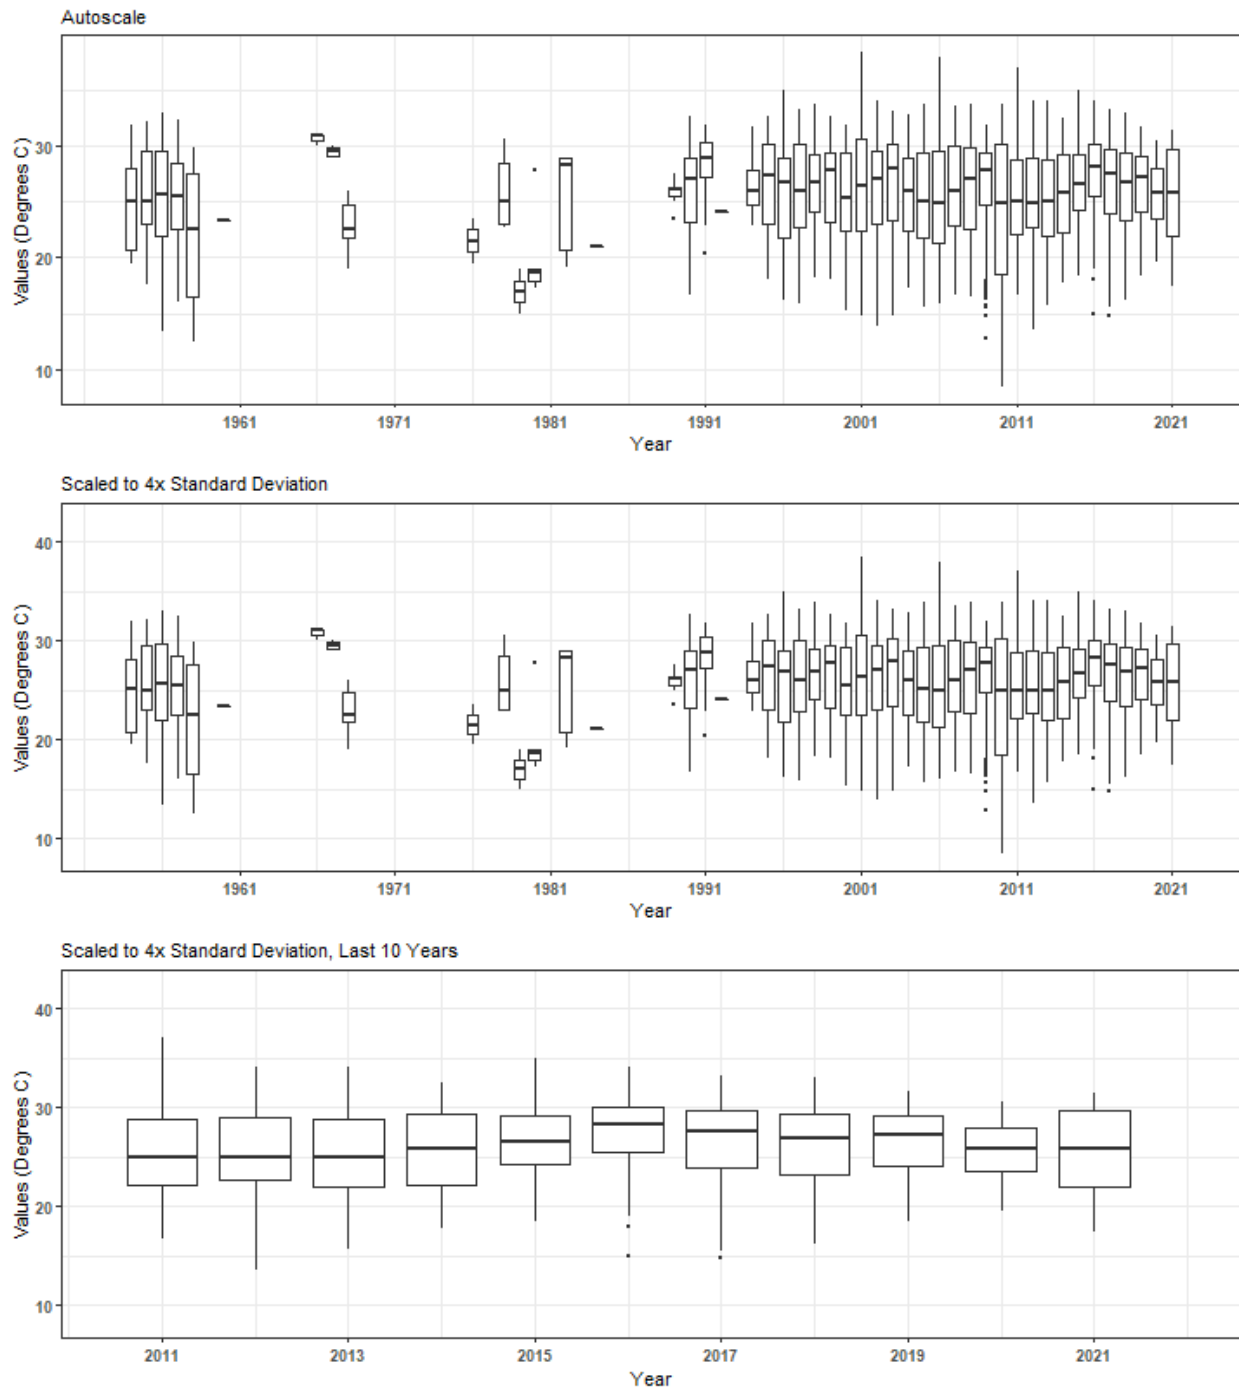 Autoscale
Values (Degrees C)
30
20
10
1961 1971 1981 1991 2001 2011 2021
Year
Scaled to 4x Standard Deviation
Values (Degrees C)
40
30
20
10
1961 1971 1981 1991 2001 2011 2021
Year
Scaled to 4x Standard Deviation, Last 10 Years
Values (Degrees C)
40
30
20
10
2011 2013 2015 2017 2019 2021
Year